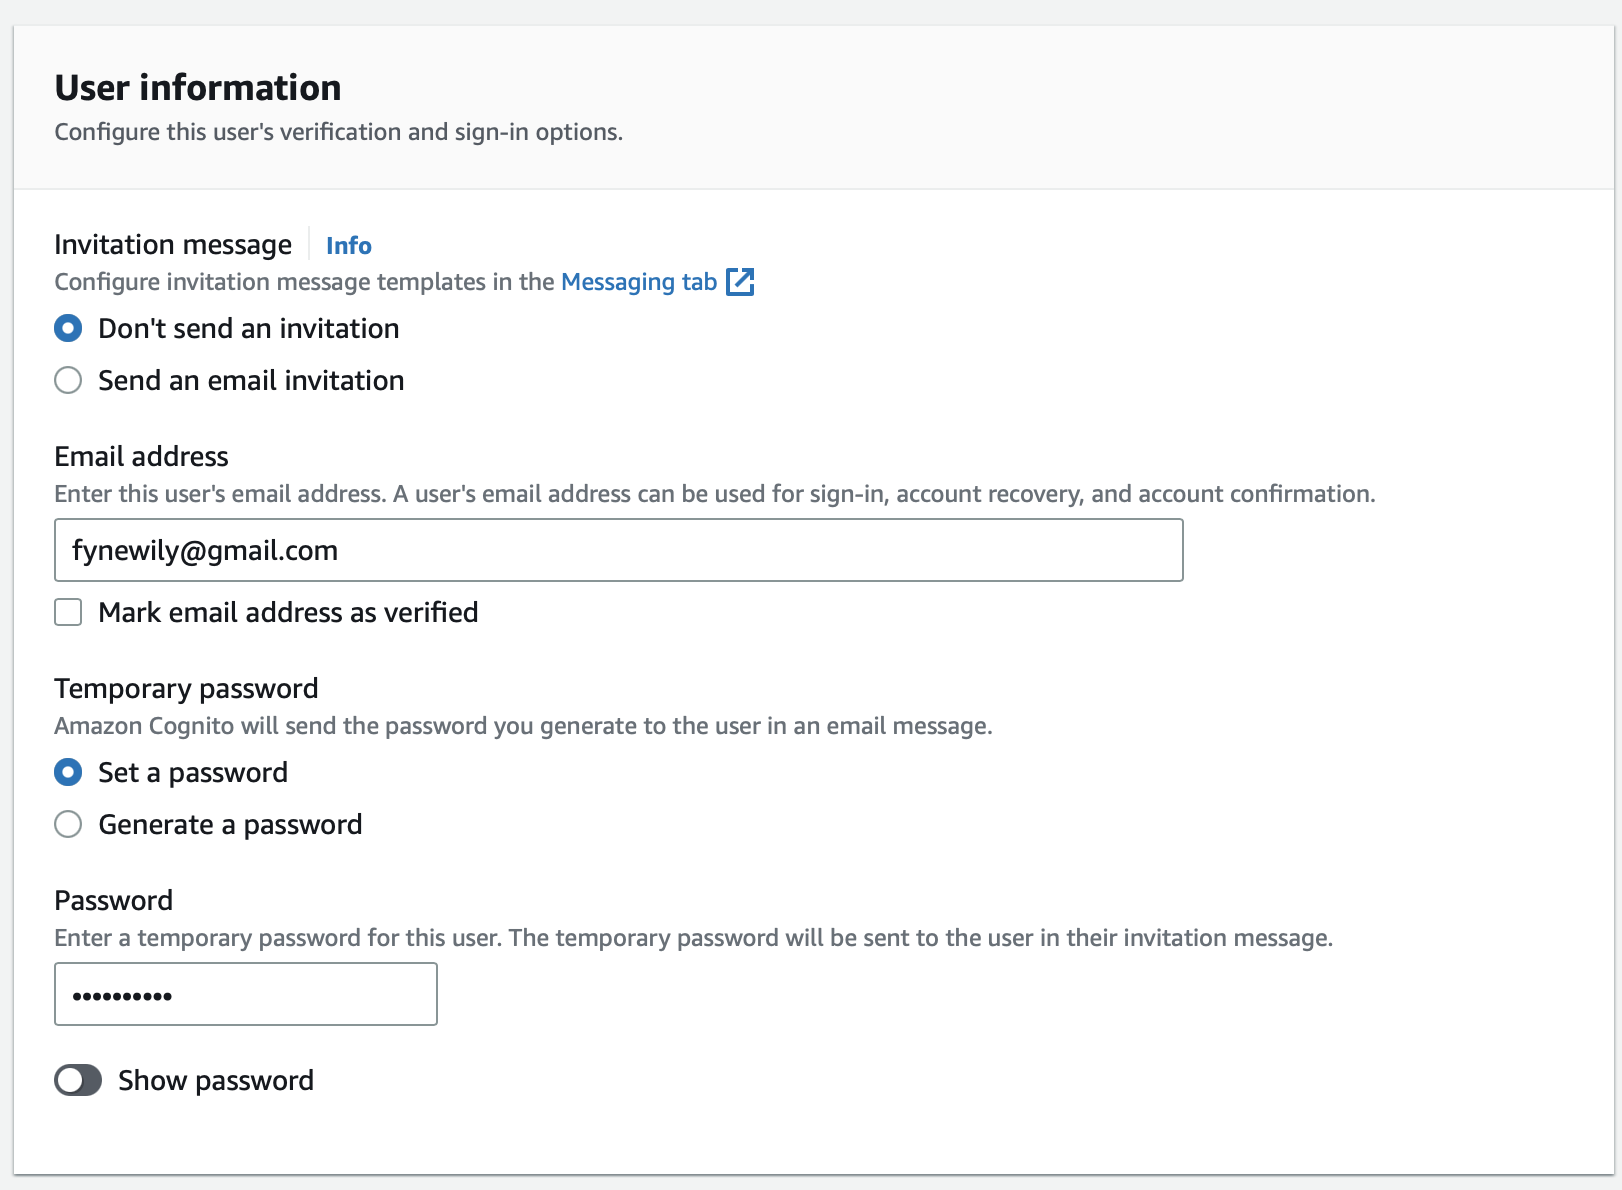 User information
Configure this user's verification and sign-in options.
Invitation message Info
Configure invitation message templates in the Messaging tab
Don't send an invitation
Send an email invitation
Email address
Enter this user's email address. A user's email address can be used for sign-in, account recovery, and account confirmation.
fynewily@gmail.com
Mark email address as verified
Temporary password
Amazon Cognito will send the password you generate to the user in an email message.
Set a password
Generate a password
Password
Enter a temporary password for this user. The temporary password will be sent to the user in their invitation message.
••••••••••
Show password